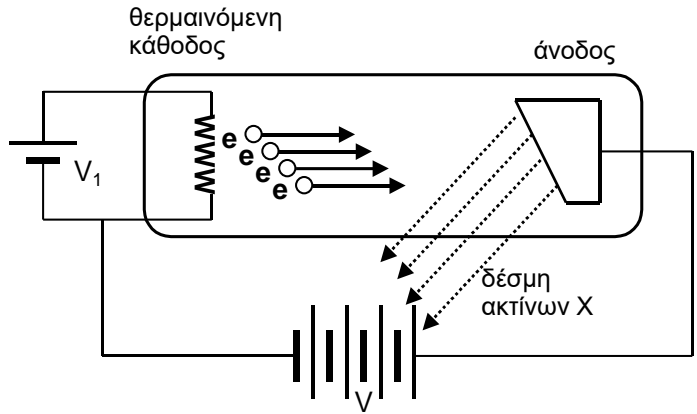 θερμαινόμενη
κάθοδος
άνοδος
e
e
e
e
V₁
δέσμη
ακτίνων Χ
V